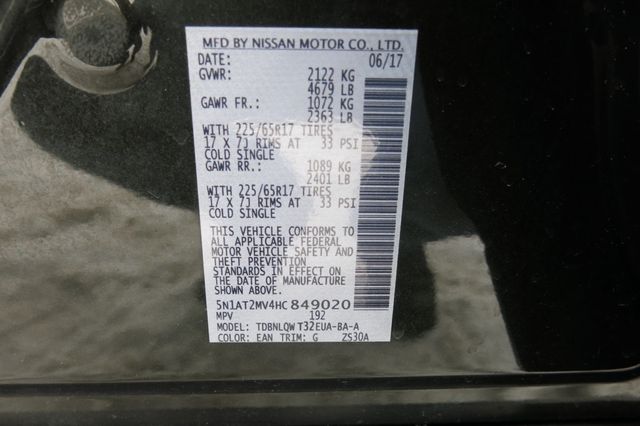 MFD BY NISSAN MOTOR CO., LTD.
DATE: 06/17
GVWR: 2122 KG
4679 LB
GAWR FR.: 1072 KG
2363 LB
WITH 225/65R17 TIRES
17 X 7J RIMS AT 33 PSI
COLD SINGLE
GAWR RR.: 1089 KG
2401 LB
WITH 225/65R17 TIRES
17 X 7J RIMS AT 33 PSI
COLD SINGLE
THIS VEHICLE CONFORMS TO
ALL APPLICABLE FEDERAL
MOTOR VEHICLE SAFETY AND
THEFT PREVENTION
STANDARDS IN EFFECT ON
THE DATE OF MANUFACTURE
SHOWN ABOVE.
5N1AT2MV4HC849020
MPV 192
MODEL: TDBNLQWT32EUA-BA-A
COLOR: EAN TRIM: G ZS30A